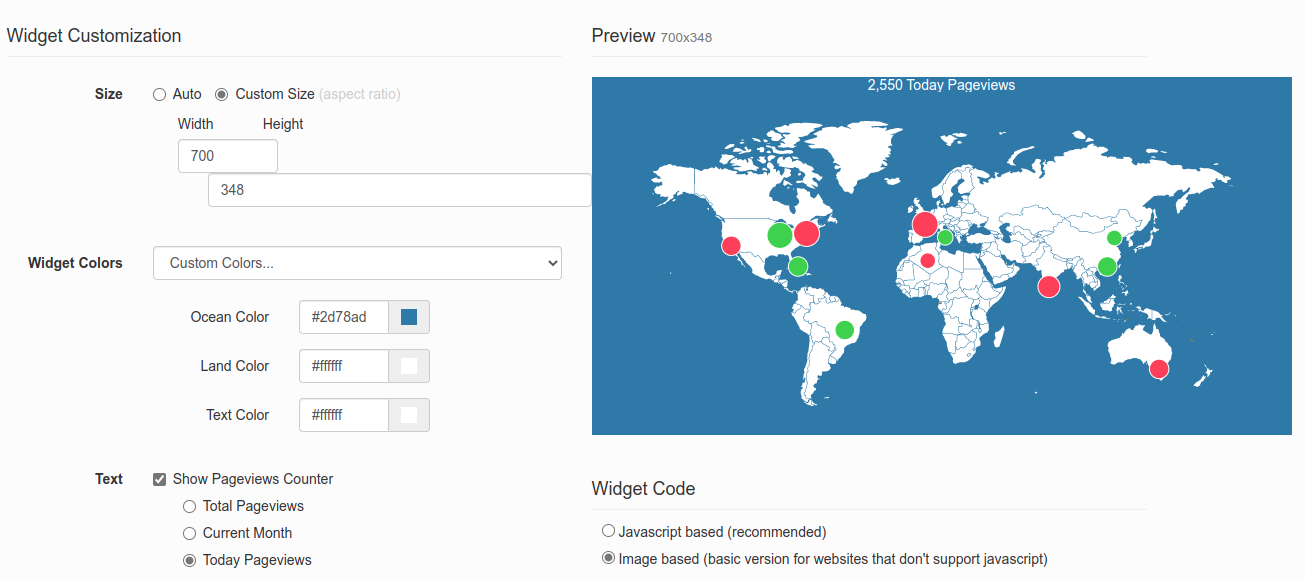 Widget Customization
Size
Auto
Custom Size (aspect ratio)
Width
Height
700
348
Widget Colors
Custom Colors...
Ocean Color
#2d78ad
Land Color
#ffffff
Text Color
#ffffff
Text
Show Pageviews Counter
Total Pageviews
Current Month
Today Pageviews
Preview 700x348
2,550 Today Pageviews
Widget Code
Javascript based (recommended)
Image based (basic version for websites that don't support javascript)